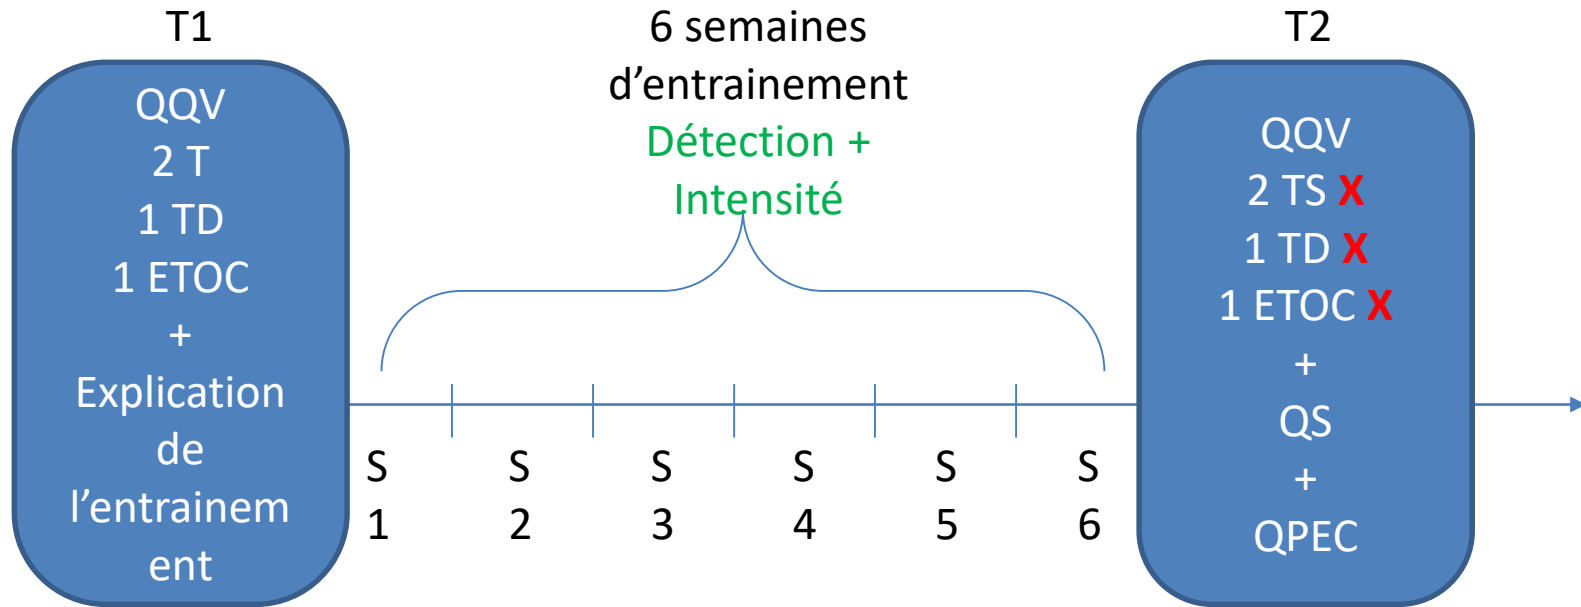 T1
QQV
2 T
1 TD
1 ETOC
+
Explication
de
l’entrainem
ent
6 semaines
d’entrainement
Détection +
Intensité
S
1
S
2
S
3
S
4
S
5
S
6
T2
QQV
2 TS X
1 TD X
1 ETOC X
+
QS
+
QPEC